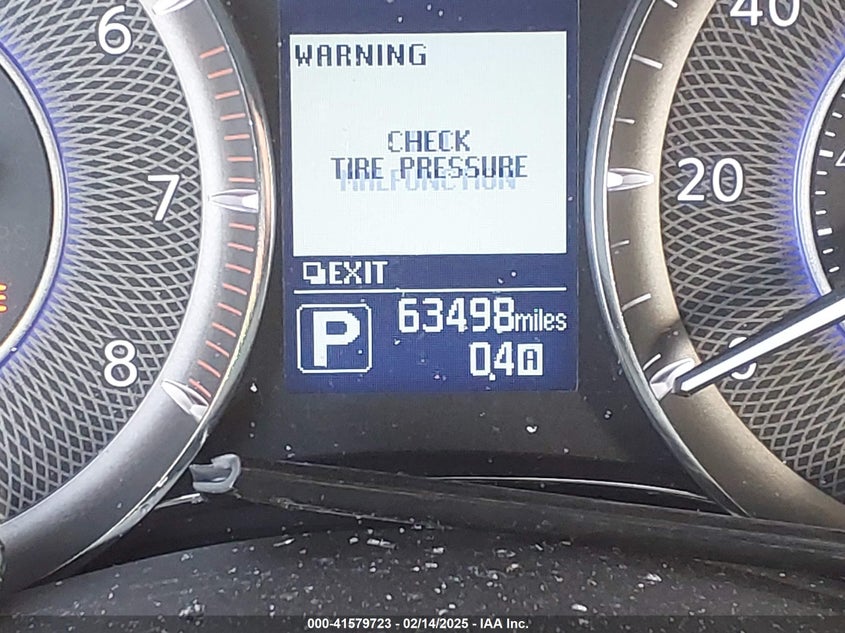 6
7
8
WARNING
CHECK
TIRE PRESSURE
MALFUNCTION
EXIT
P
63498miles
0.4 A
40
20
000-41579723 - 02/14/2025 - IAA Inc.